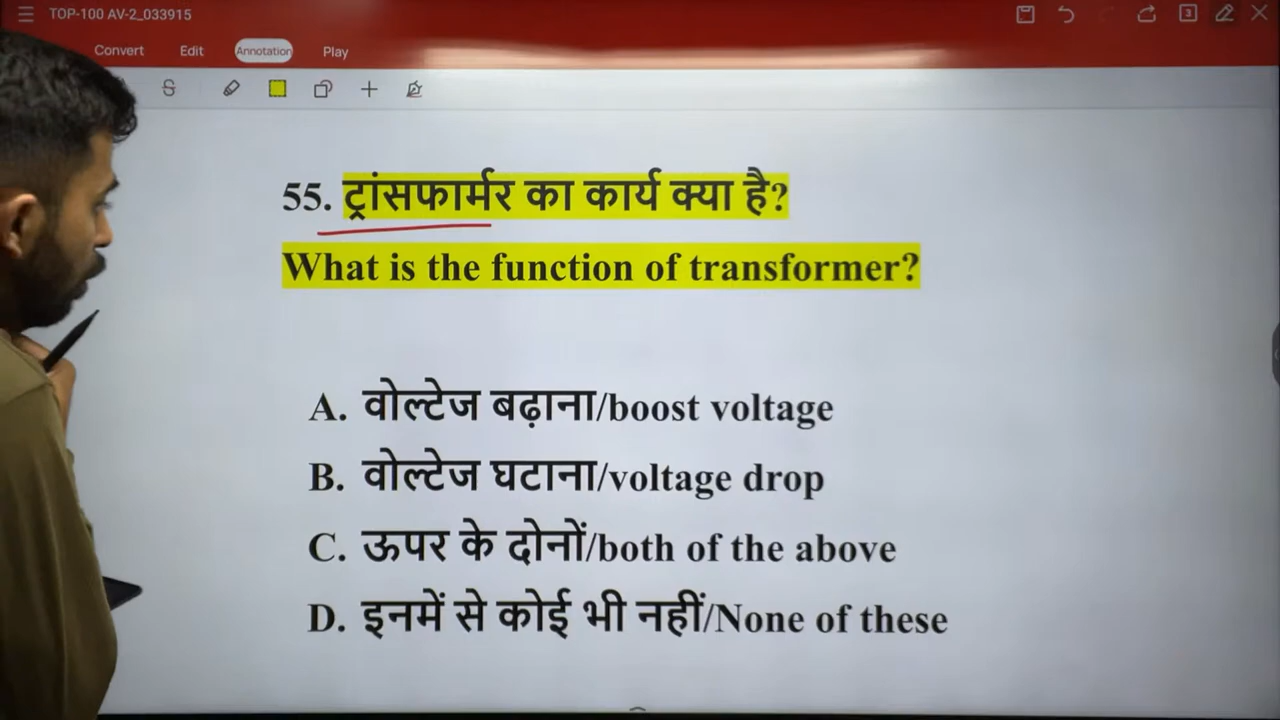 TOP-100 AV-2_033915
3
Convert Edit Annotation Play
55. ट्रांसफार्मर का कार्य क्या है?
What is the function of transformer?
A. वोल्टेज बढ़ाना/boost voltage
B. वोल्टेज घटाना/voltage drop
C. ऊपर के दोनों/both of the above
D. इनमें से कोई भी नहीं/None of these